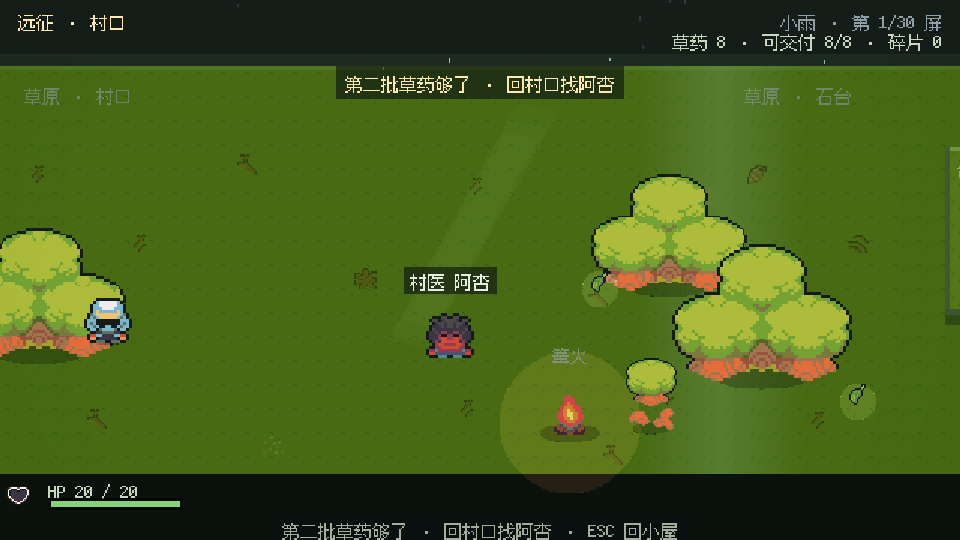 远征 · 村口
小雨 · 第 1/30 屏
草药 8 · 可交付 8/8 · 碎片 0
第二批草药够了 · 回村口找阿杏
草原 · 村口
草原 · 石台
村医 阿杏
篝火
HP 20 / 20
第二批草药够了 · 回村口找阿杏 · ESC 回小屋